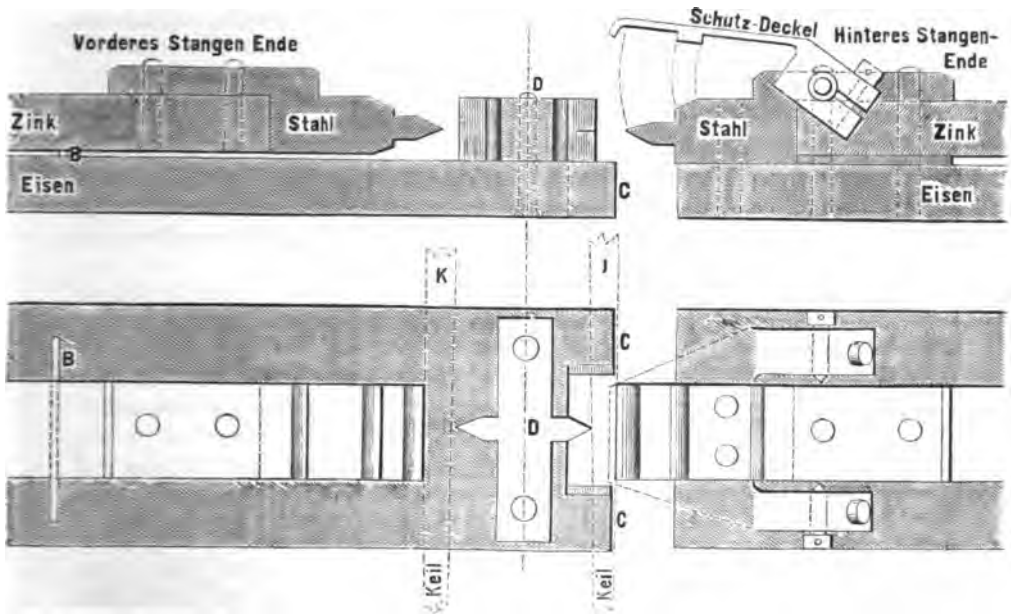 Vorderes Stangen Ende
Schutz-Deckel
Hinteres Stangen-
Ende
D
Zink
Stahl
B
Eisen
C
Stahl
Zink
Eisen
K
J
B
C
D
C
Keil
Keil